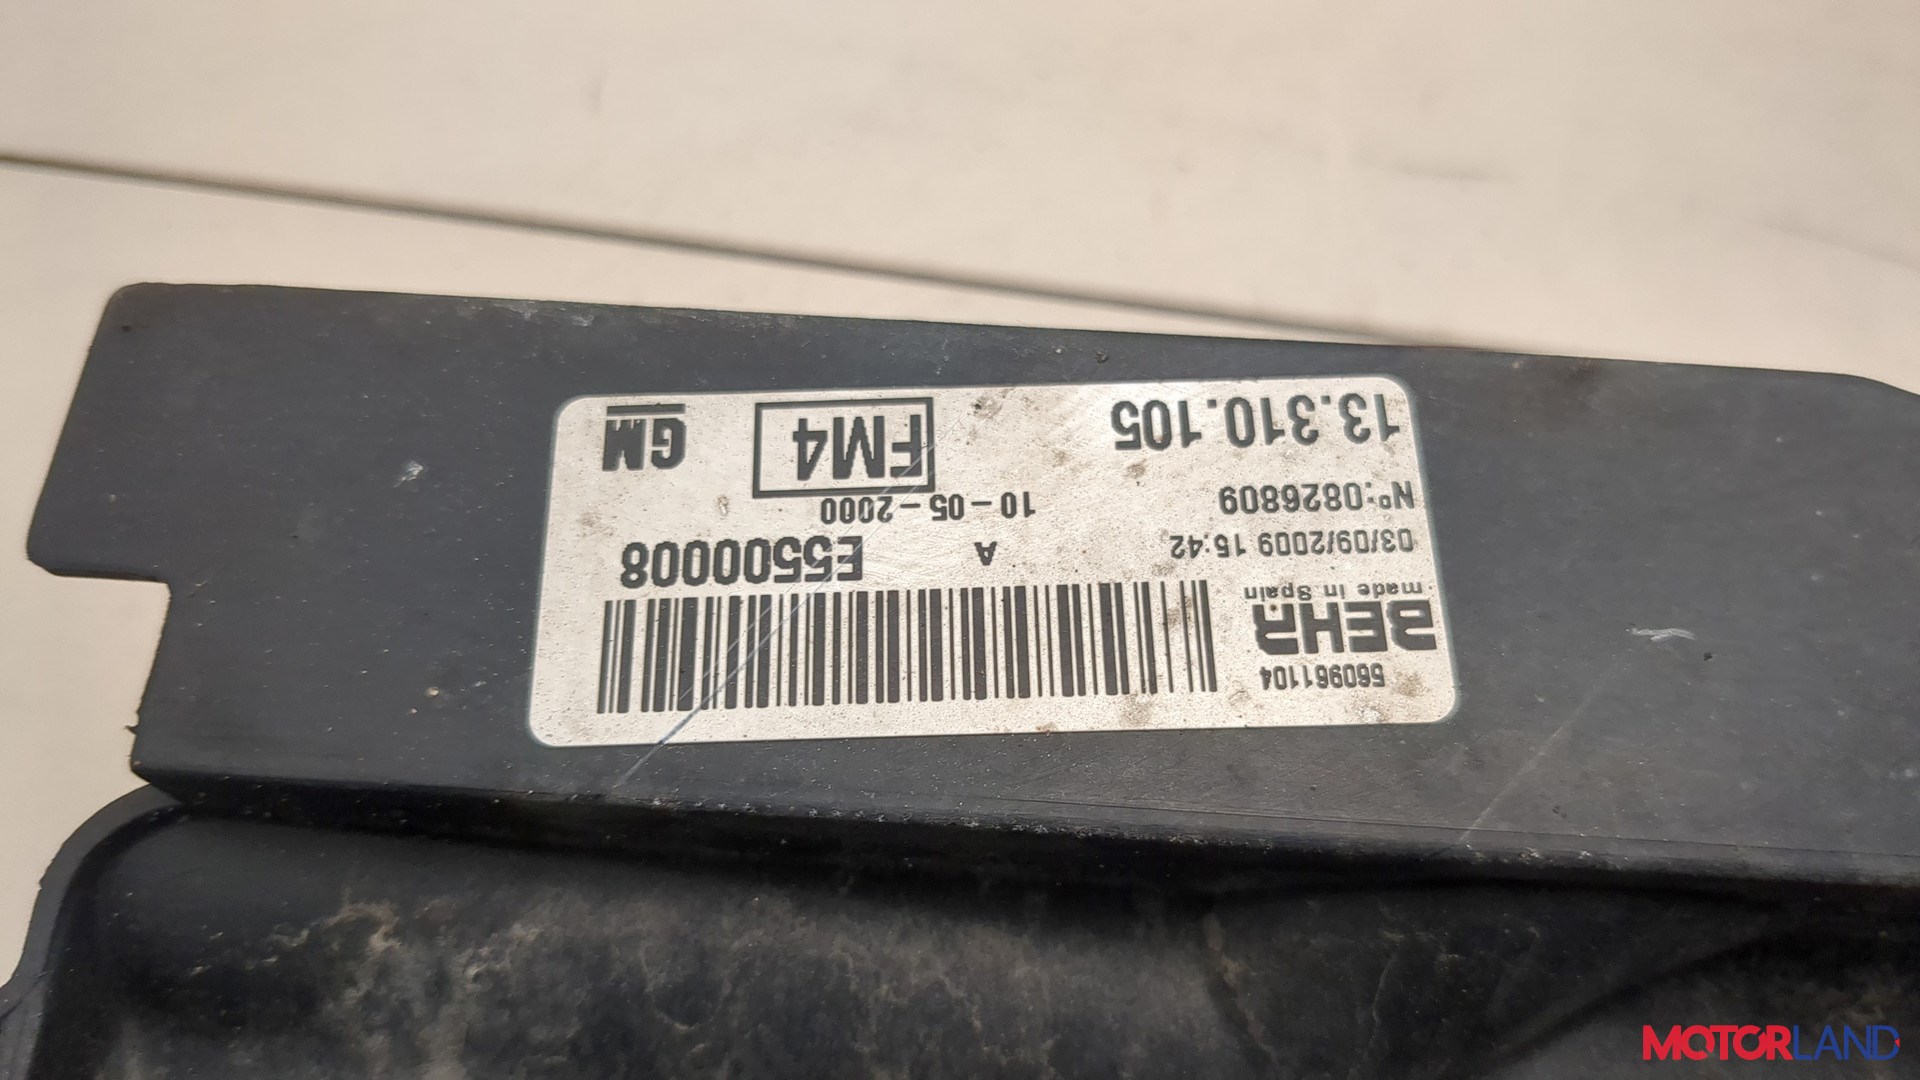 560961104
BEHR
made in Spain
E5500008
A
03/09/2009 15:42
10-05-2000
Nº:0826809
13.310.105
FM4
GM
MOTORLAND